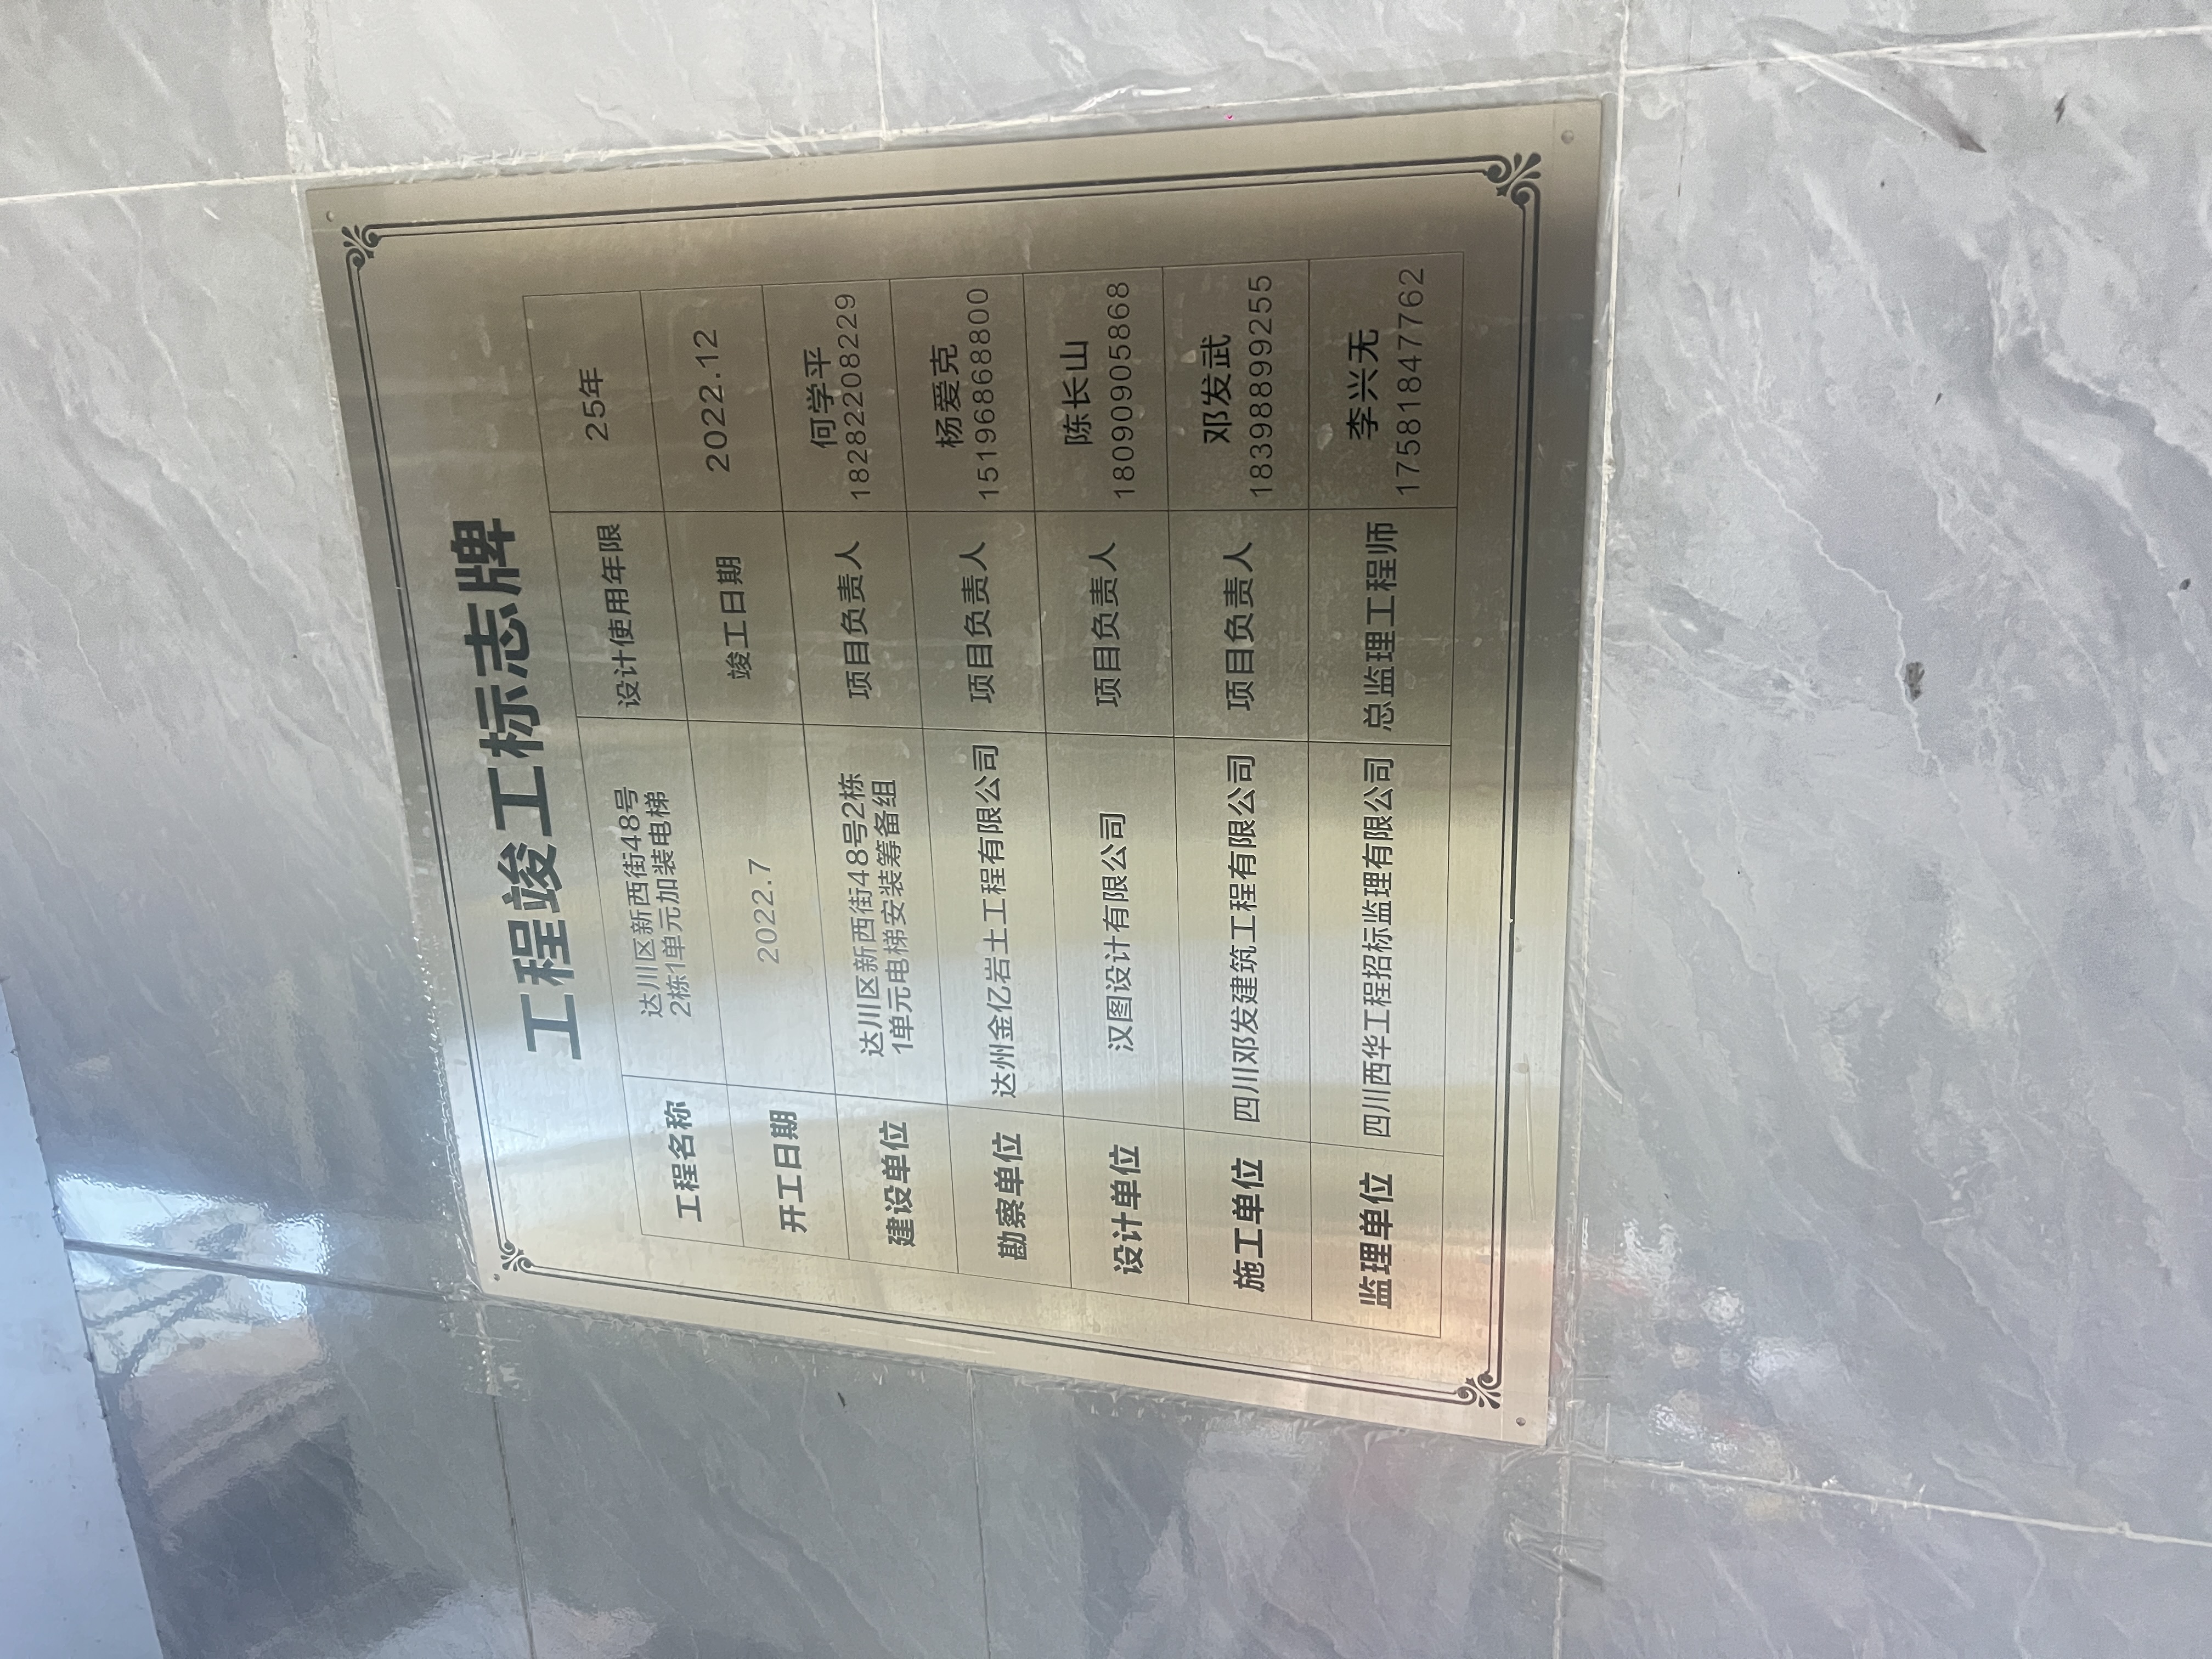 工程竣工标志牌
工程名称
达川区新西街48号
2栋1单元加装电梯
设计使用年限
25年
开工日期
2022.7
竣工日期
2022.12
建设单位
达川区新西街48号2栋
1单元电梯安装筹备组
项目负责人
何学平
18282208229
勘察单位
达州金亿岩土工程有限公司
项目负责人
杨爱克
15196868800
设计单位
汉图设计有限公司
项目负责人
陈长山
18090905868
施工单位
四川邓发建筑工程有限公司
项目负责人
邓发武
18398899255
监理单位
四川西华工程招标监理有限公司
总监理工程师
李兴无
17581847762